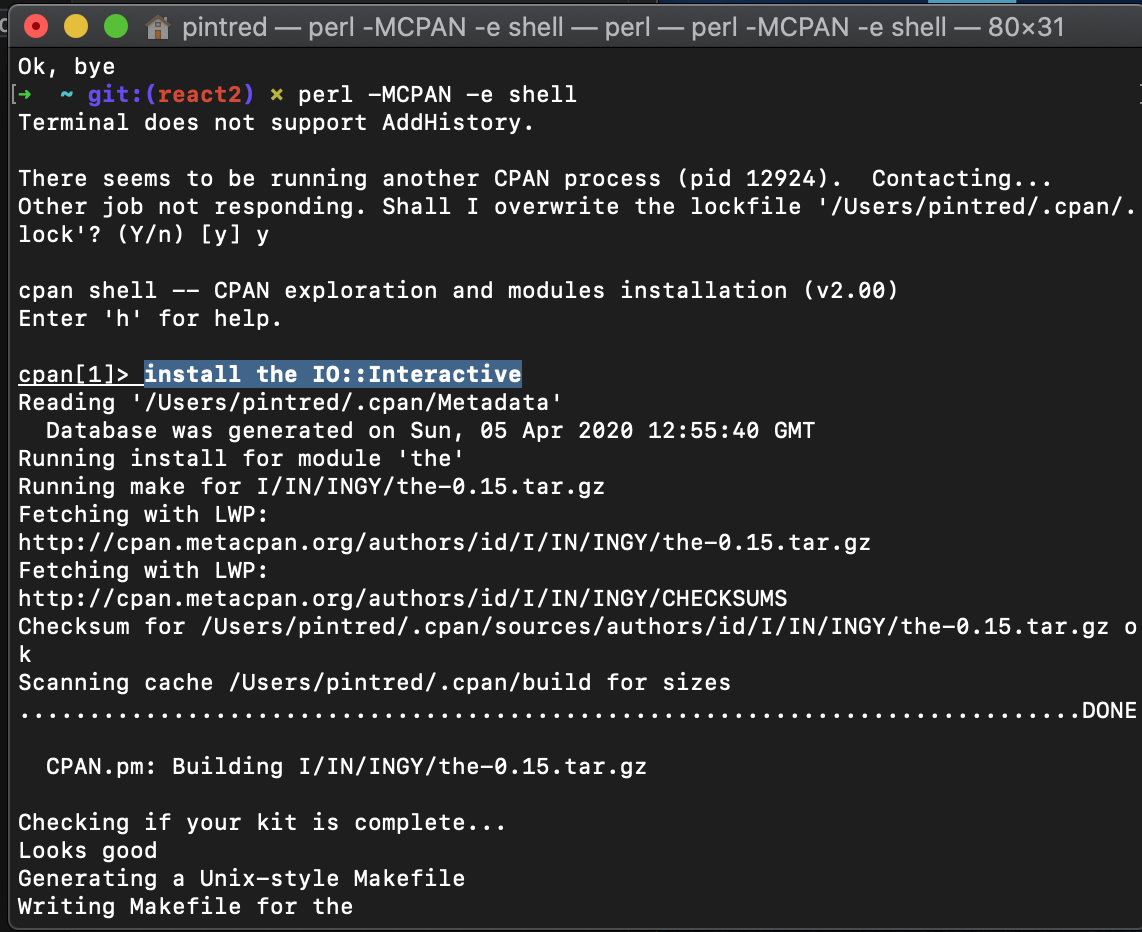 pintred — perl -MCPAN -e shell — perl — perl -MCPAN -e shell — 80×31
Ok, bye
[➜  ~ git:(react2) ✗ perl -MCPAN -e shell
Terminal does not support AddHistory.
There seems to be running another CPAN process (pid 12924).  Contacting...
Other job not responding. Shall I overwrite the lockfile '/Users/pintred/.cpan/.
lock'? (Y/n) [y] y
cpan shell -- CPAN exploration and modules installation (v2.00)
Enter 'h' for help.
cpan[1]> install the IO::Interactive
Reading '/Users/pintred/.cpan/Metadata'
  Database was generated on Sun, 05 Apr 2020 12:55:40 GMT
Running install for module 'the'
Running make for I/IN/INGY/the-0.15.tar.gz
Fetching with LWP:
http://cpan.metacpan.org/authors/id/I/IN/INGY/the-0.15.tar.gz
Fetching with LWP:
http://cpan.metacpan.org/authors/id/I/IN/INGY/CHECKSUMS
Checksum for /Users/pintred/.cpan/sources/authors/id/I/IN/INGY/the-0.15.tar.gz o
k
Scanning cache /Users/pintred/.cpan/build for sizes
............................................................................DONE
  CPAN.pm: Building I/IN/INGY/the-0.15.tar.gz
Checking if your kit is complete...
Looks good
Generating a Unix-style Makefile
Writing Makefile for the